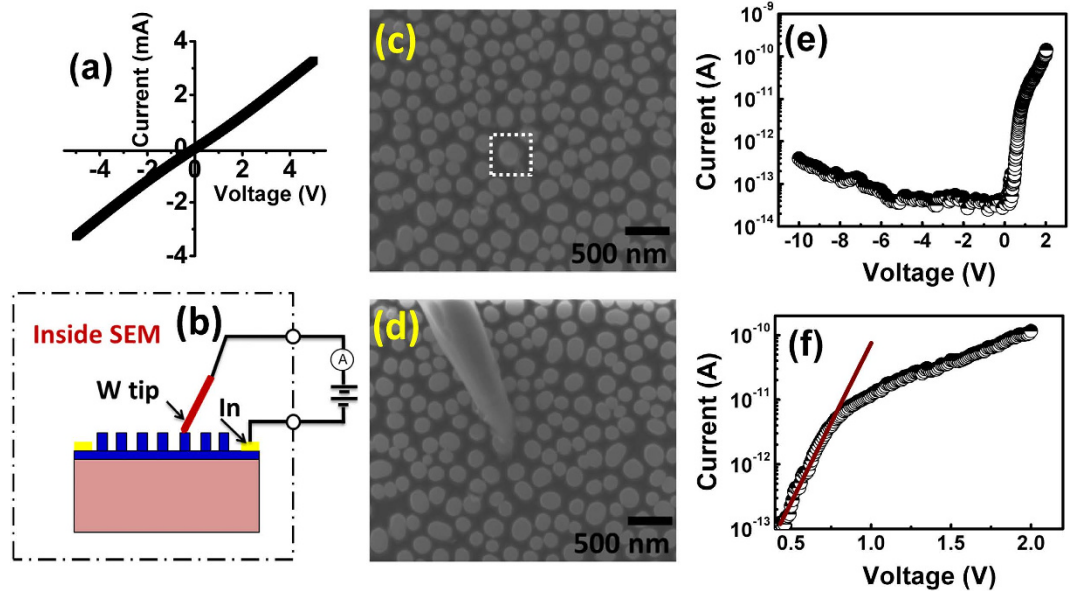 (a)
Current (mA)
4
2
0
-2
-4
-4
-2
0
2
4
Voltage (V)
(b)
Inside SEM
W tip
In
A
(c)
500 nm
(d)
500 nm
(e)
Current (A)
10⁻⁹
10⁻¹⁰
10⁻¹¹
10⁻¹²
10⁻¹³
10⁻¹⁴
-10 -8 -6 -4 -2 0 2
Voltage (V)
(f)
Current (A)
10⁻¹⁰
10⁻¹¹
10⁻¹²
10⁻¹³
0.5 1.0 1.5 2.0
Voltage (V)